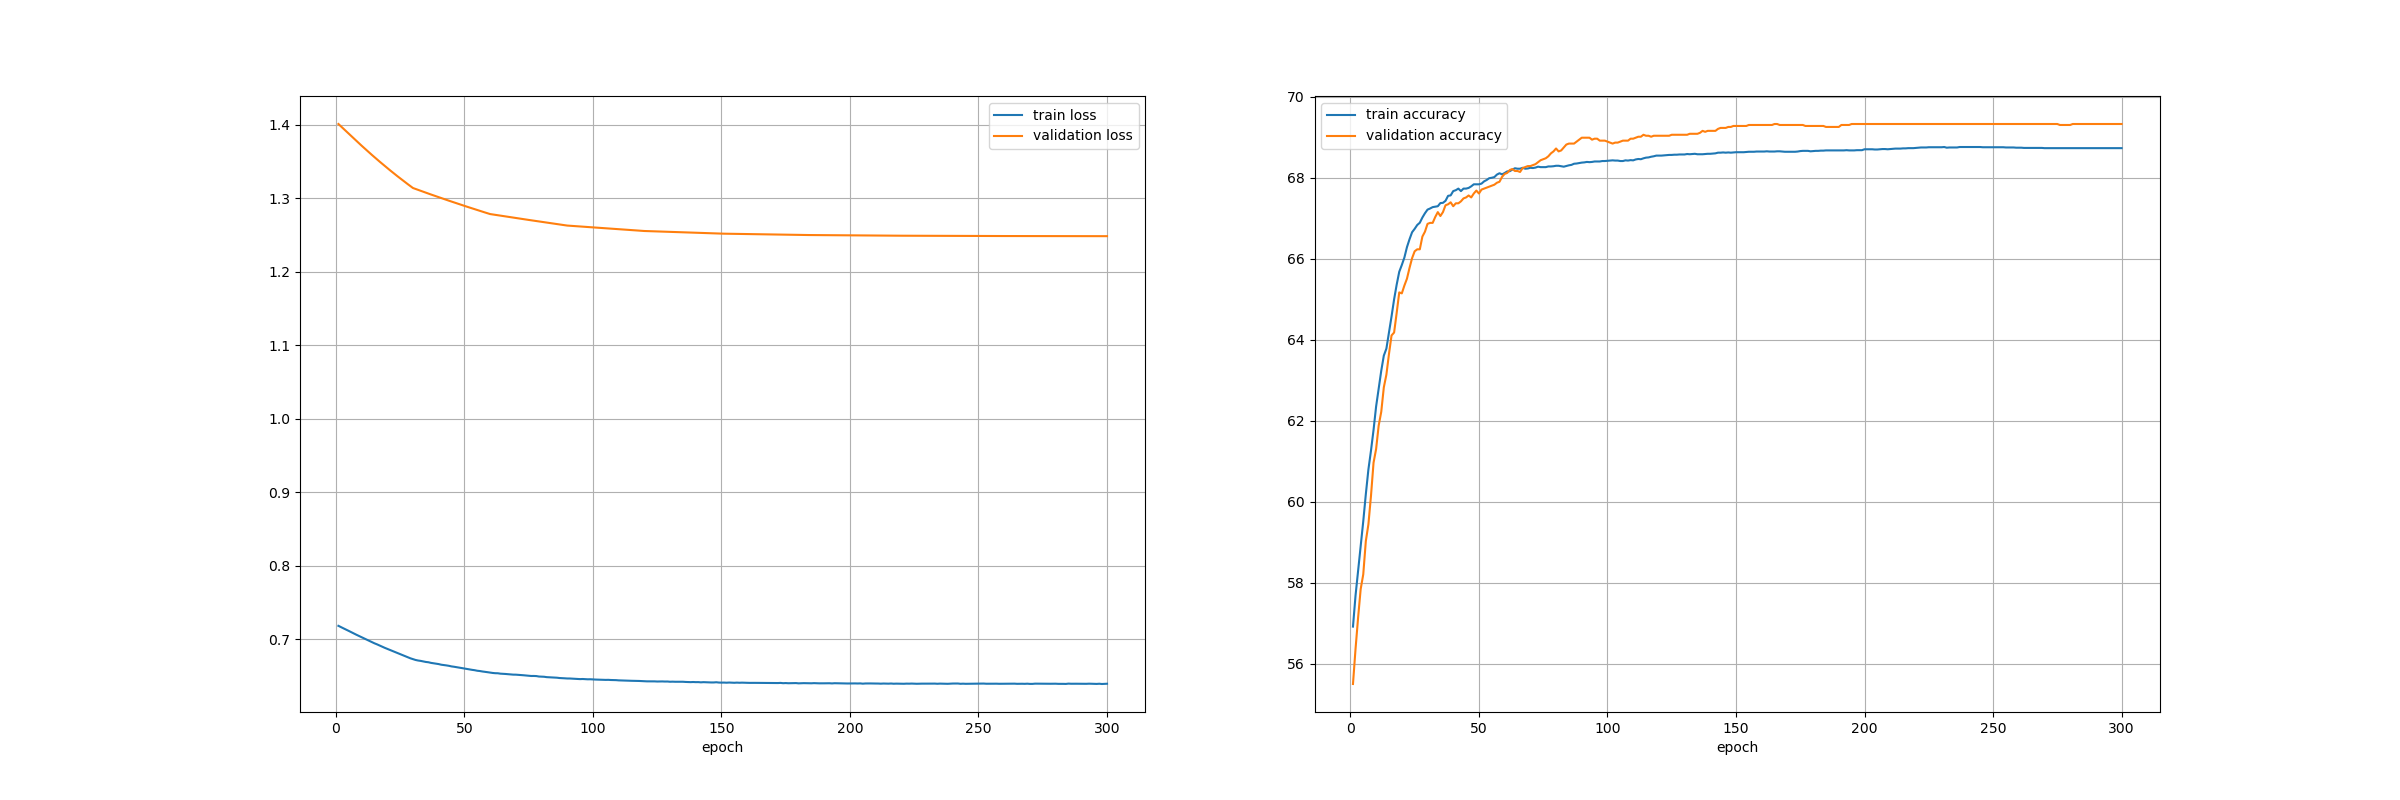 train loss
validation loss
1.4
1.3
1.2
1.1
1.0
0.9
0.8
0.7
0 50 100 150 200 250 300
epoch
train accuracy
validation accuracy
70
68
66
64
62
60
58
56
0 50 100 150 200 250 300
epoch